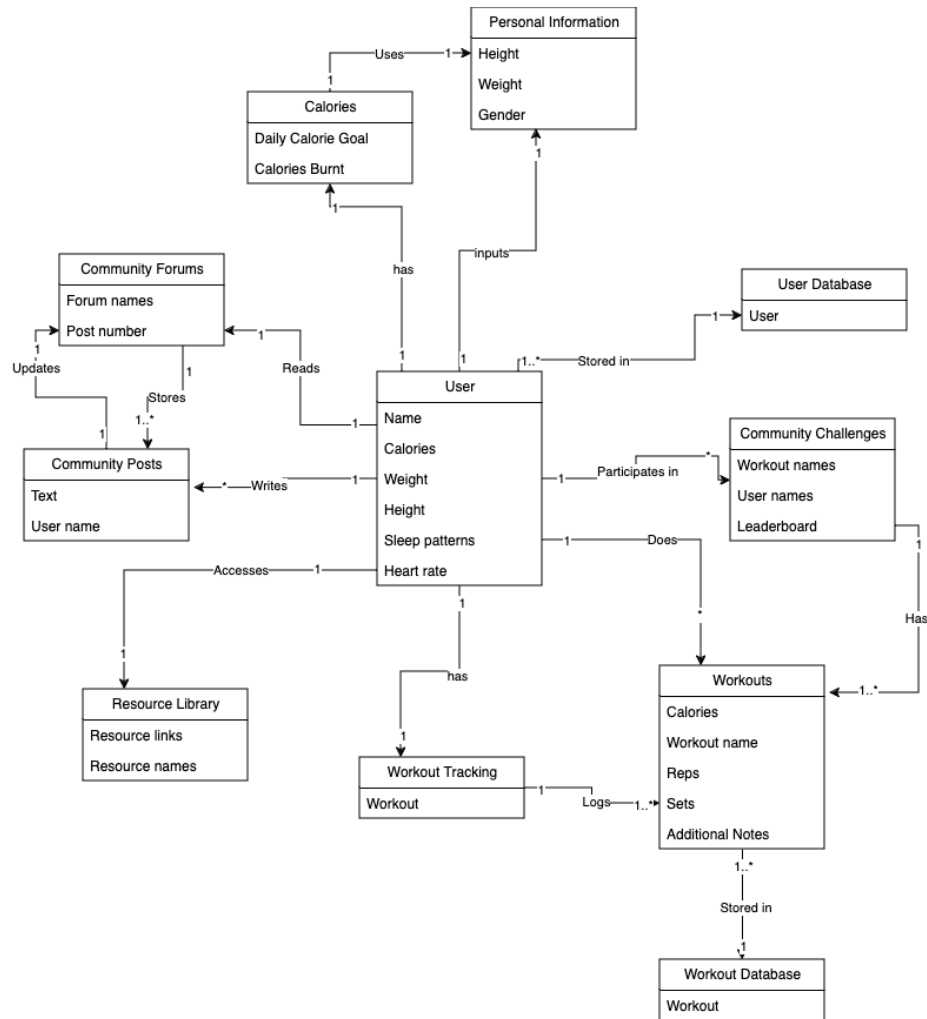 Personal Information
Height
Weight
Gender
Uses
1
1
Calories
Daily Calorie Goal
Calories Burnt
1
1
has
inputs
1
1
Community Forums
Forum names
Post number
1
Updates
1
Stores
1..*
1
1
Reads
1
User Database
User
1
Stored in
1..*
User
Name
Calories
Weight
Height
Sleep patterns
Heart rate
Community Posts
Text
User name
* Writes
1
1
Participates in
*
Community Challenges
Workout names
User names
Leaderboard
1
Has
1..*
1
Does
*
Accesses
1
1
Resource Library
Resource links
Resource names
1
has
1
Workout Tracking
Workout
1
Logs
1..*
Workouts
Calories
Workout name
Reps
Sets
Additional Notes
1..*
Stored in
1
Workout Database
Workout